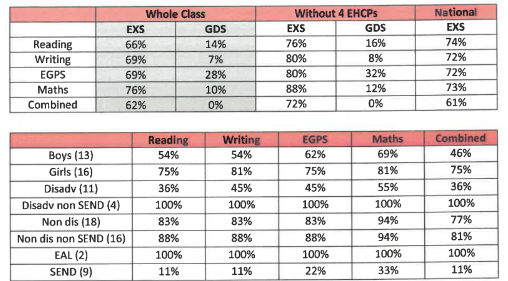 Whole Class Without 4 EHCPs National
EXS GDS EXS GDS EXS
Reading 66% 14% 76% 16% 74%
Writing 69% 7% 80% 8% 72%
EGPS 69% 28% 80% 32% 72%
Maths 76% 10% 88% 12% 73%
Combined 62% 0% 72% 0% 61%
Reading Writing EGPS Maths Combined
Boys (13) 54% 54% 62% 69% 46%
Girls (16) 75% 81% 75% 81% 75%
Disadv (11) 36% 45% 45% 55% 36%
Disadv non SEND (4) 100% 100% 100% 100% 100%
Non dis (18) 83% 83% 83% 94% 77%
Non dis non SEND (16) 88% 88% 88% 94% 81%
EAL (2) 100% 100% 100% 100% 100%
SEND (9) 11% 11% 22% 33% 11%